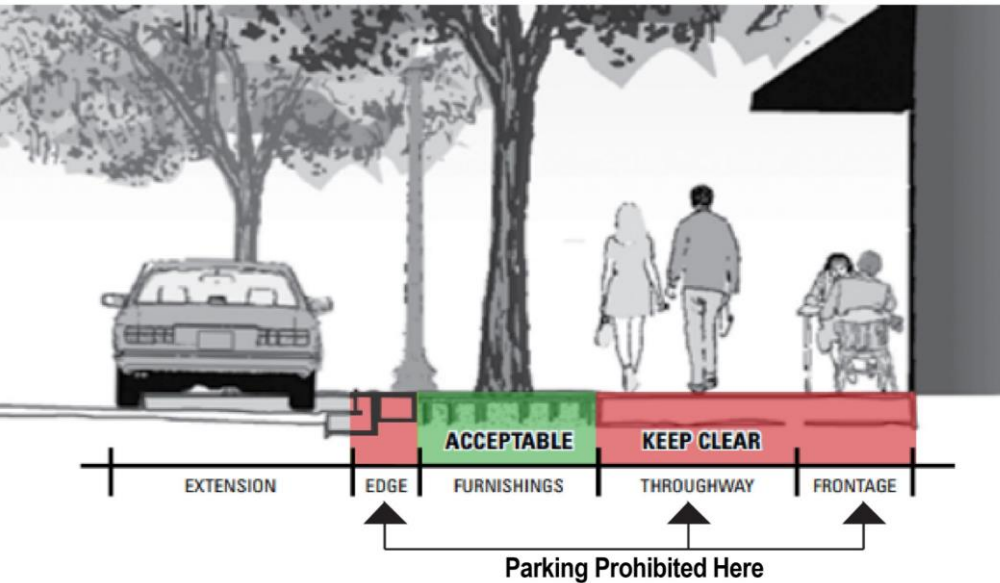 ACCEPTABLE KEEP CLEAR
EXTENSION EDGE FURNISHINGS THROUGHWAY FRONTAGE
Parking Prohibited Here